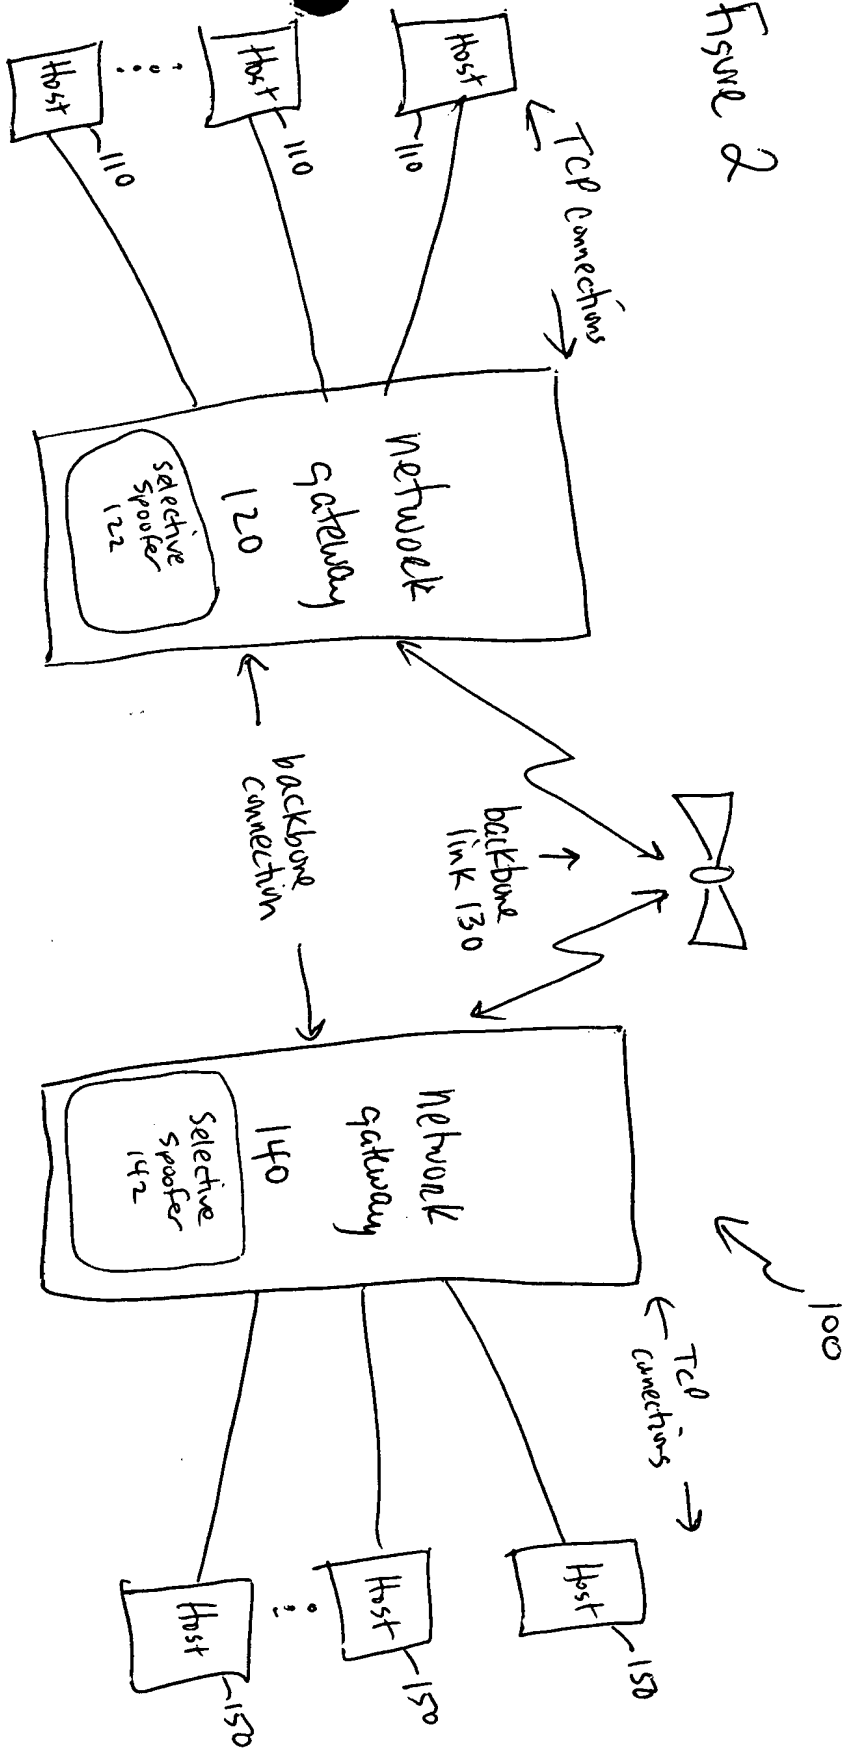 Figure 2
100
TCP connections
TCP
connections
Host
110
Host
110
Host
110
network
gateway
120
selective
spoofer
122
backbone
link 130
backbone
connection
network
gateway
140
Selective
spoofer
142
Host
150
Host
150
Host
150